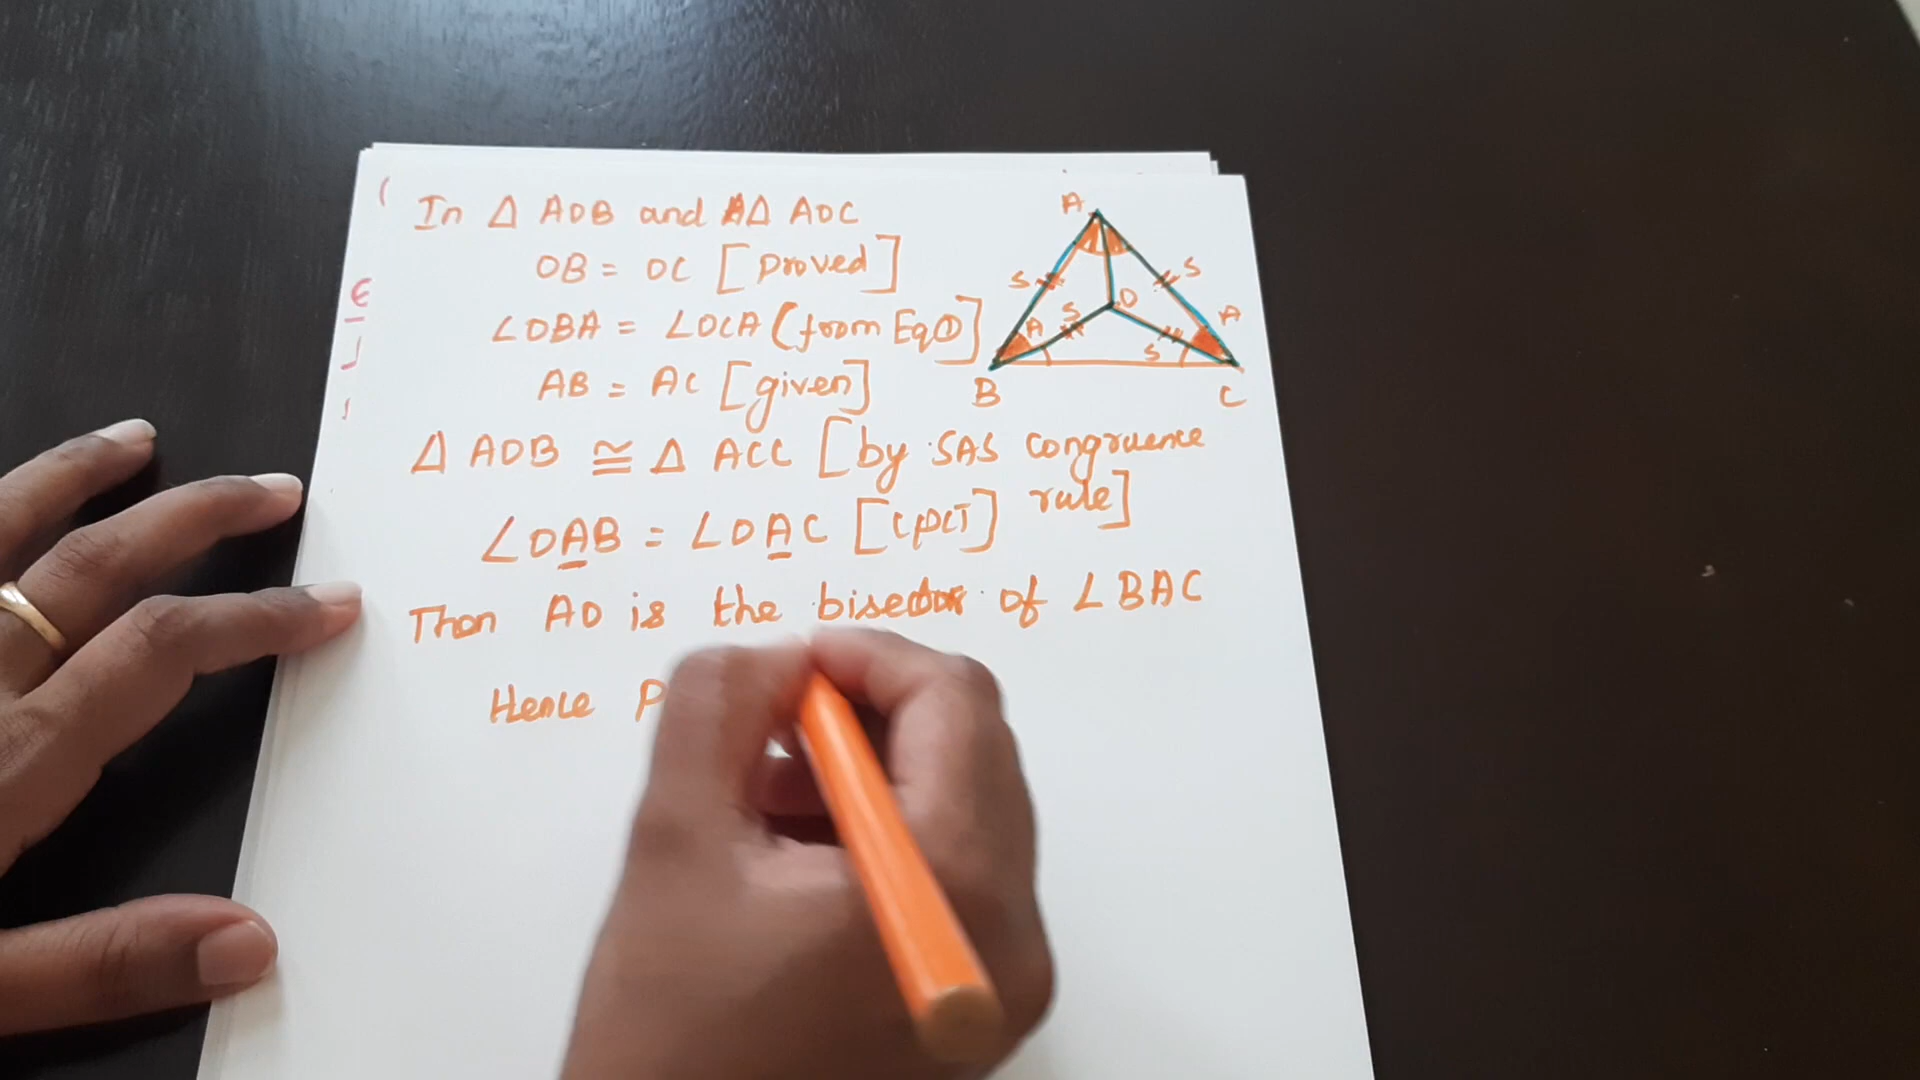 In Δ AOB and Δ AOC
OB = OC [proved]
∠OBA = ∠OCA (from Eq①]
AB = AC [given]
Δ AOB ≅ Δ ACC [by SAS congruence
rule]
∠OAB = ∠OAC [CPCT]
Then AO is the bisector of ∠BAC
Hence P
A
S
S
O
S
A
A
S
B
C